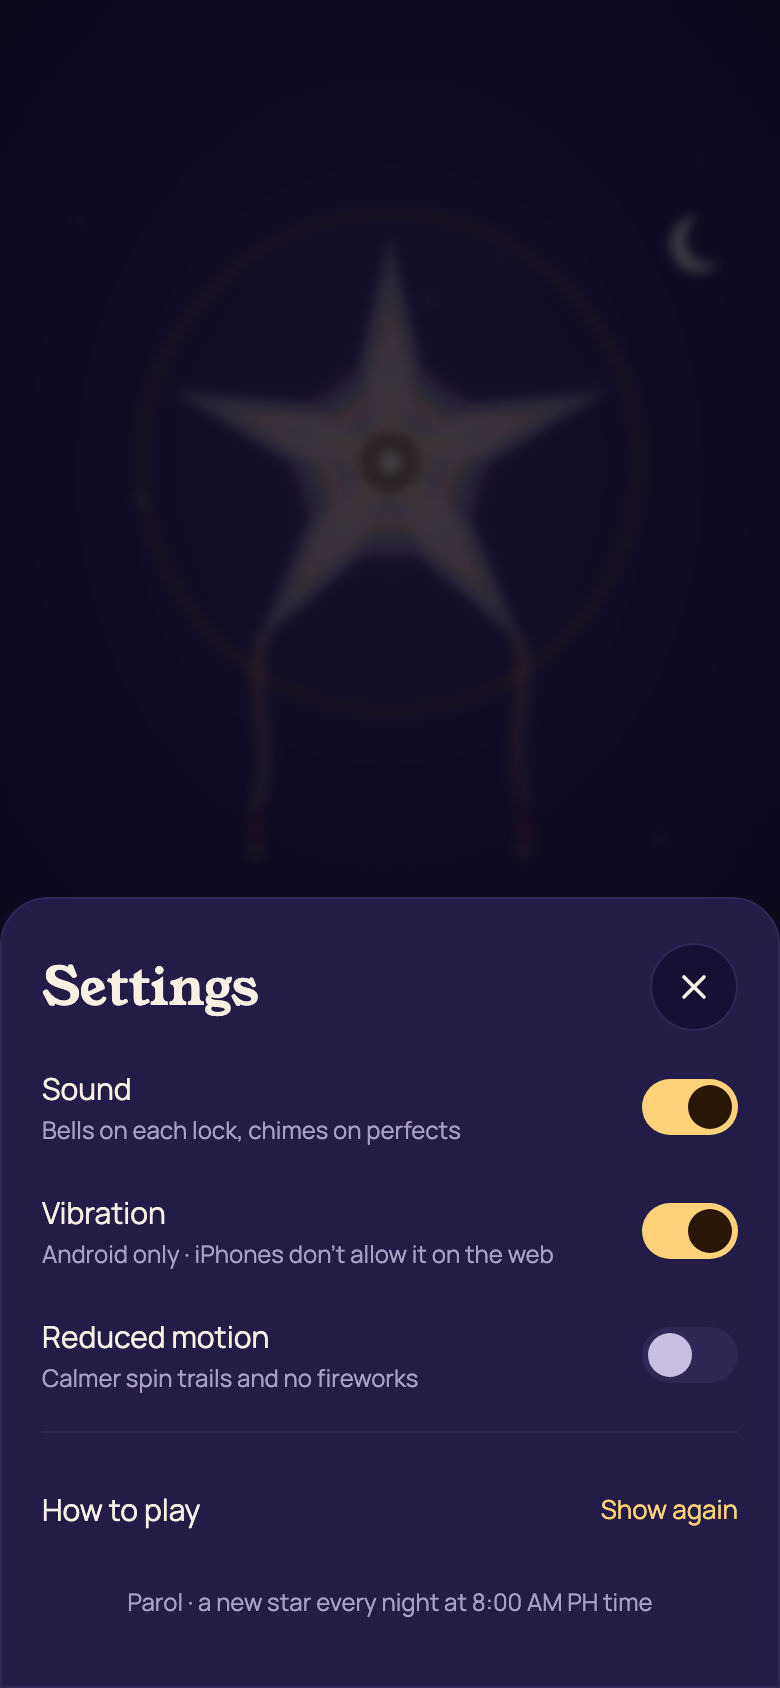 Settings
Sound
Bells on each lock, chimes on perfects
Vibration
Android only · iPhones don’t allow it on the web
Reduced motion
Calmer spin trails and no fireworks
How to play
Show again
Parol · a new star every night at 8:00 AM PH time